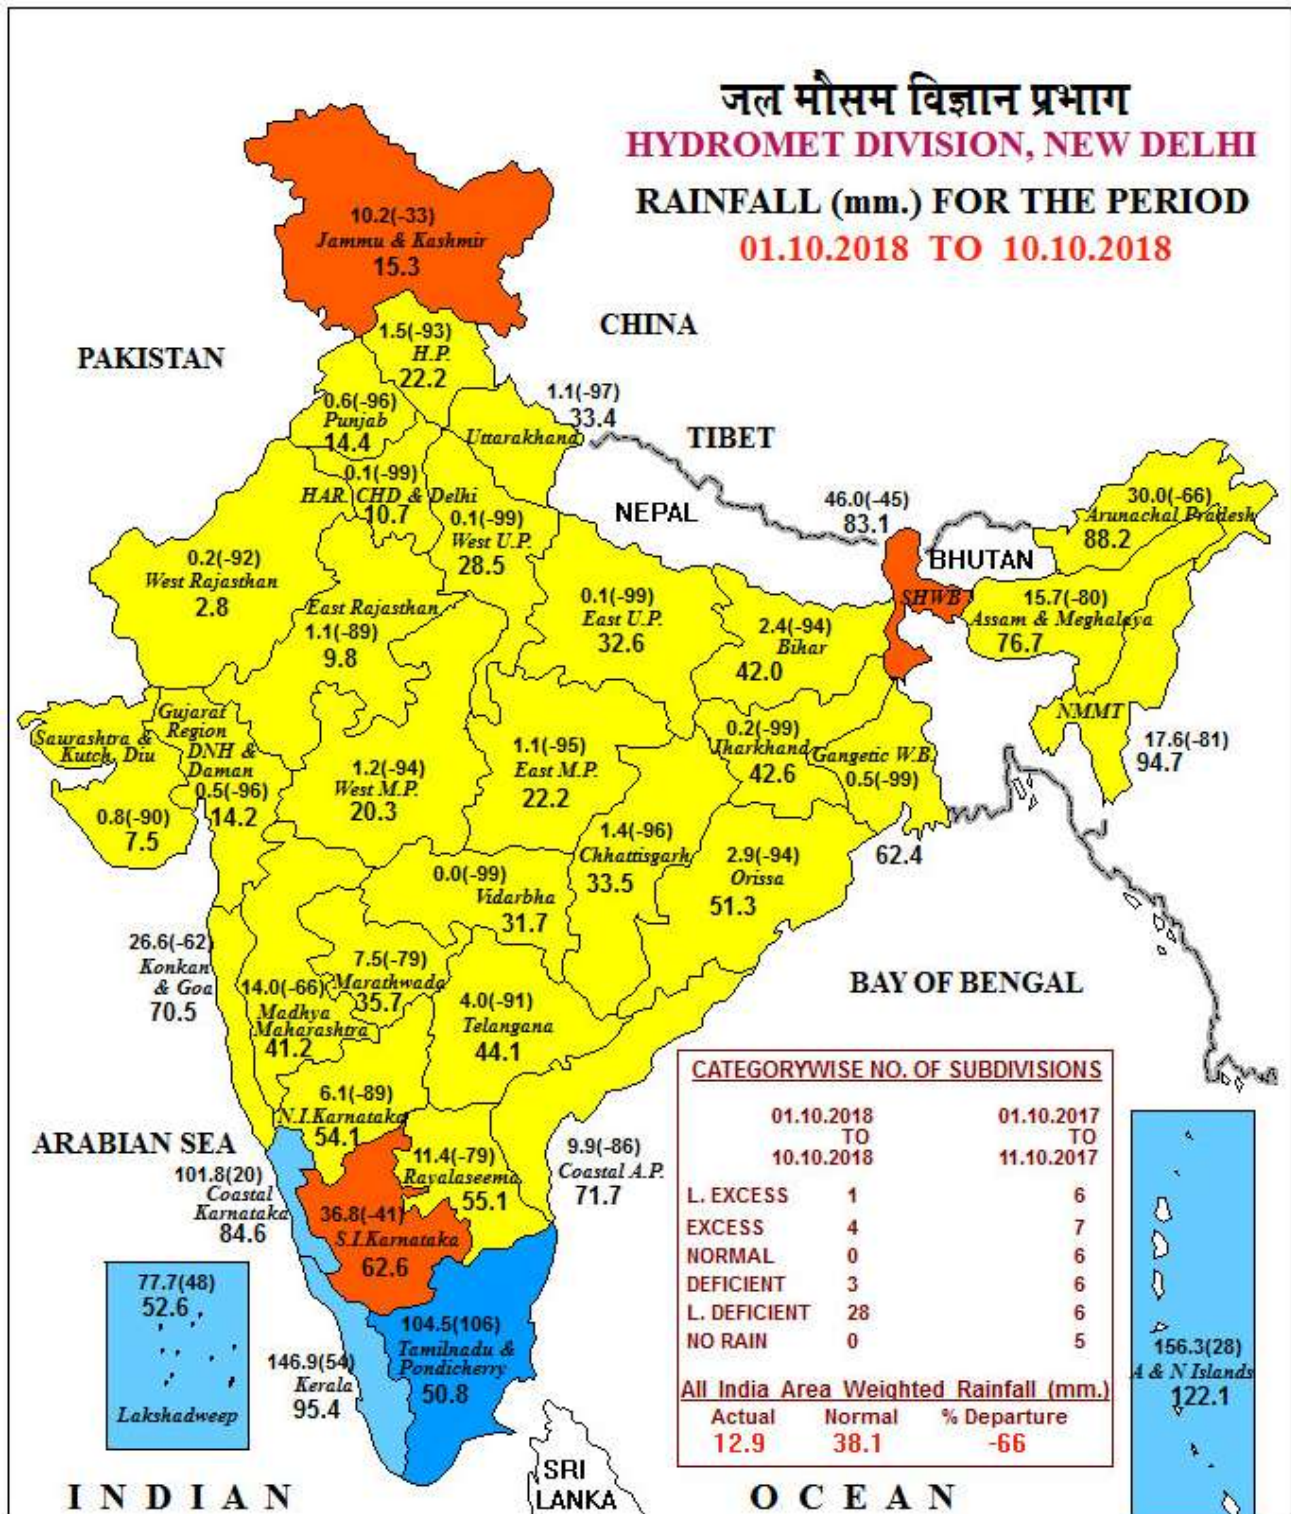 जल मौसम विज्ञान प्रभाग
HYDROMET DIVISION, NEW DELHI
RAINFALL (mm.) FOR THE PERIOD
01.10.2018 TO 10.10.2018
10.2(-33)
Jammu & Kashmir
15.3
CHINA
PAKISTAN
1.5(-93)
H.P.
22.2
0.6(-96)
Punjab
14.4
1.1(-97)
33.4
Uttarakhand
TIBET
0.1(-99)
HAR. CHD & Delhi
10.7
0.1(-99)
West U.P.
28.5
NEPAL
46.0(-45)
83.1
SHWB
BHUTAN
30.0(-66)
Arunachal Pradesh
88.2
0.2(-92)
West Rajasthan
2.8
East Rajasthan
1.1(-89)
9.8
0.1(-99)
East U.P.
32.6
2.4(-94)
Bihar
42.0
15.7(-80)
Assam & Meghalaya
76.7
NMMT
17.6(-81)
94.7
Saurashtra &
Kutch, Diu
0.8(-90)
7.5
Gujarat
Region
DNH &
Daman
0.5(-96)
14.2
1.2(-94)
West M.P.
20.3
1.1(-95)
East M.P.
22.2
0.2(-99)
Jharkhand
42.6
Gangetic W.B.
0.5(-99)
62.4
1.4(-96)
Chhattisgarh
33.5
2.9(-94)
Orissa
51.3
0.0(-99)
Vidarbha
31.7
26.6(-62)
Konkan
& Goa
70.5
14.0(-66)
Madhya
Maharashtra
41.2
7.5(-79)
Marathwada
35.7
4.0(-91)
Telangana
44.1
BAY OF BENGAL
6.1(-89)
N.I.Karnataka
54.1
ARABIAN SEA
101.8(20)
Coastal
Karnataka
84.6
11.4(-79)
Rayalaseema
55.1
9.9(-86)
Coastal A.P.
71.7
36.8(-41)
S.I.Karnataka
62.6
77.7(48)
52.6
Lakshadweep
146.9(54)
Kerala
95.4
104.5(106)
Tamilnadu &
Pondicherry
50.8
CATEGORYWISE NO. OF SUBDIVISIONS
01.10.2018 01.10.2017
TO TO
10.10.2018 11.10.2017
L. EXCESS 1 6
EXCESS 4 7
NORMAL 0 6
DEFICIENT 3 6
L. DEFICIENT 28 6
NO RAIN 0 5
All India Area Weighted Rainfall (mm.)
Actual Normal % Departure
12.9 38.1 -66
156.3(28)
A & N Islands
122.1
SRI
LANKA
INDIAN OCEAN